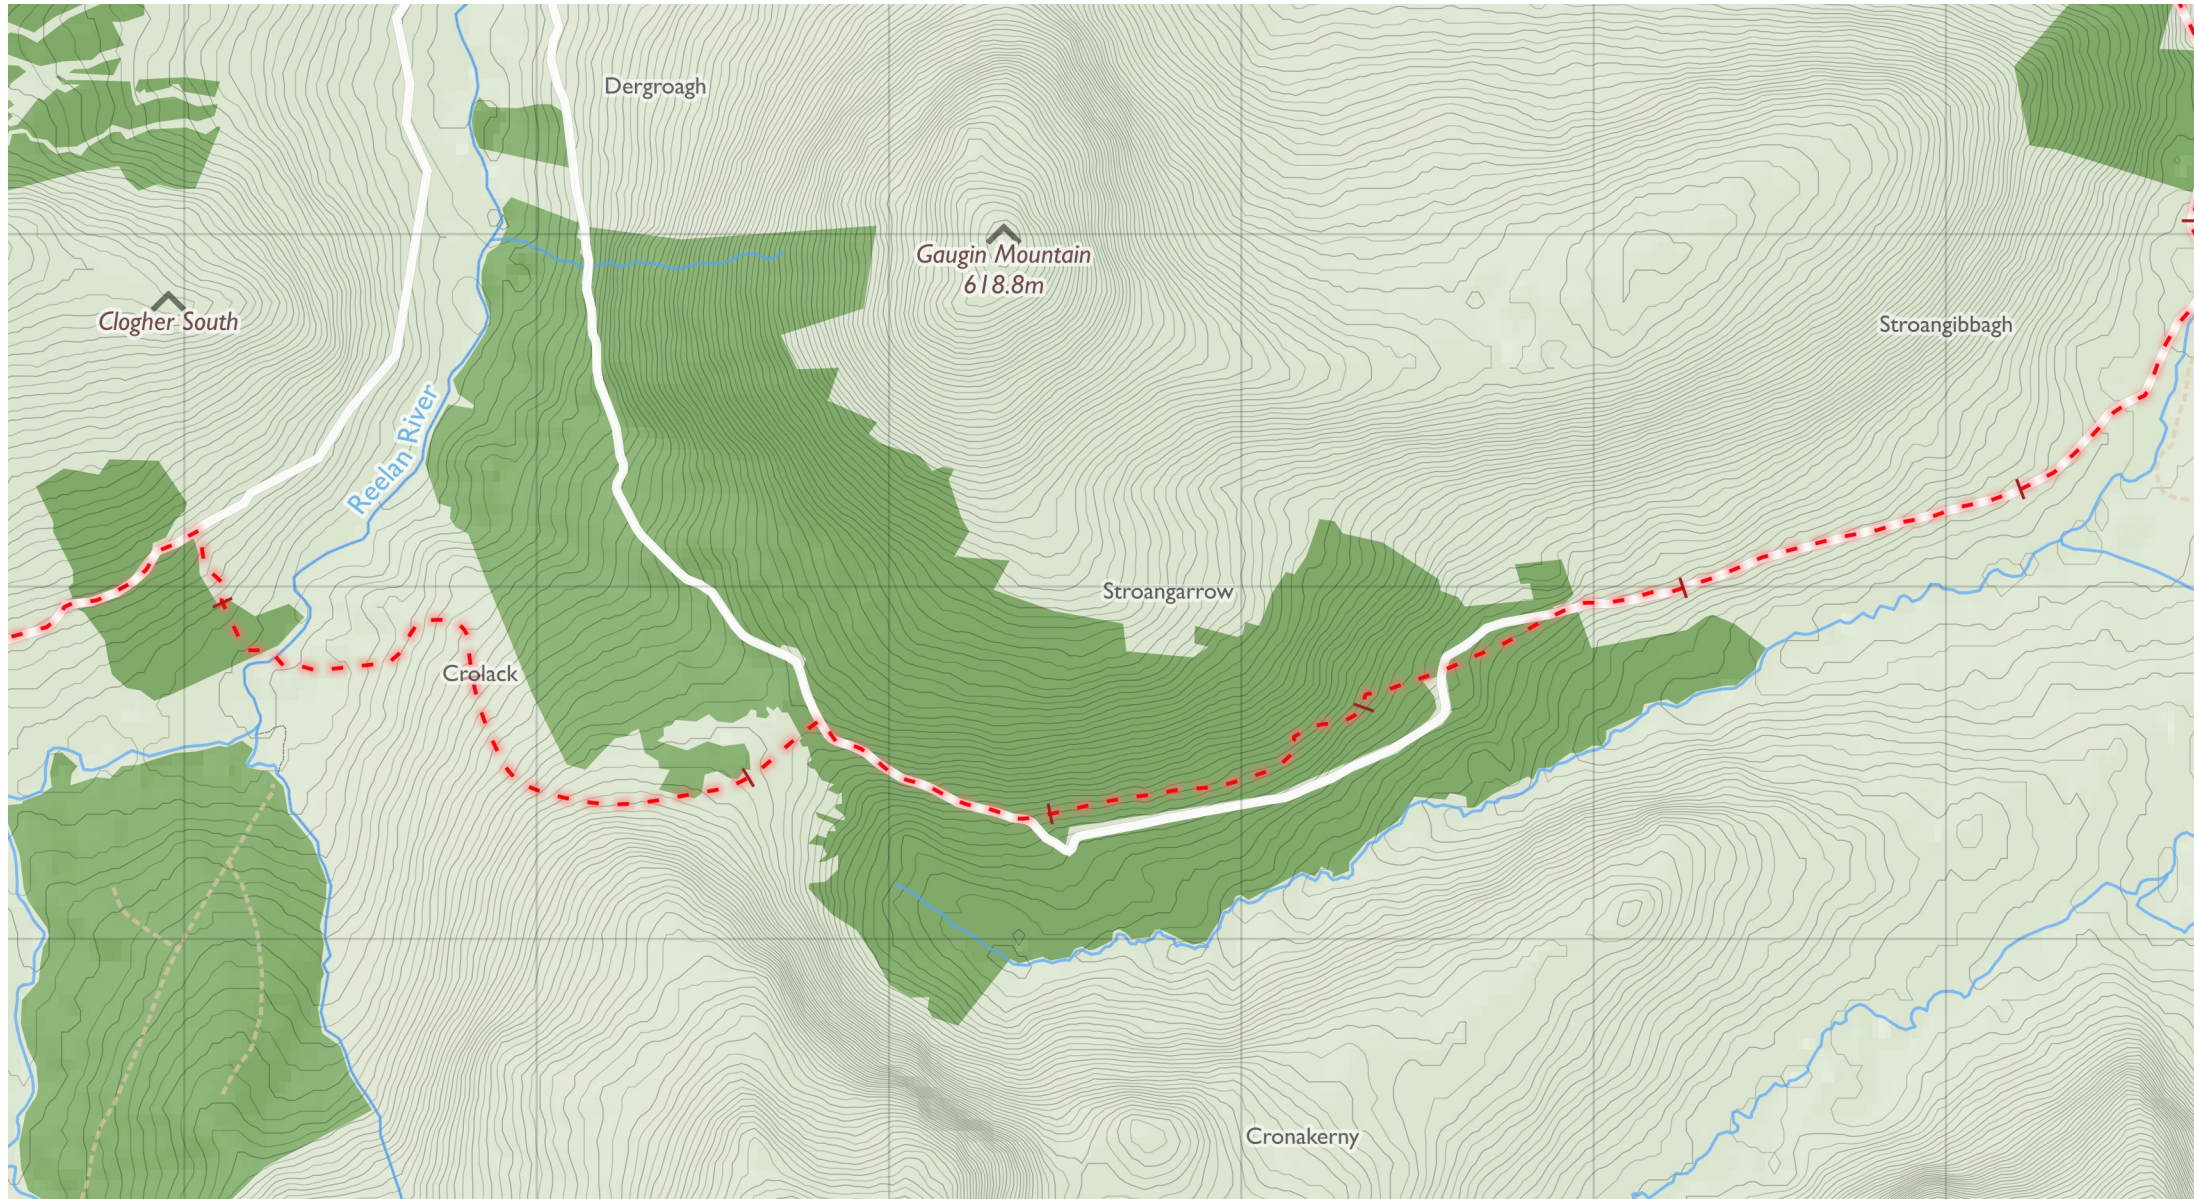 Dergroagh
Gaugin Mountain
618.8m
Clogher South
Stroangibbagh
Reelan River
Stroangarrow
Crolack
Cronakerny